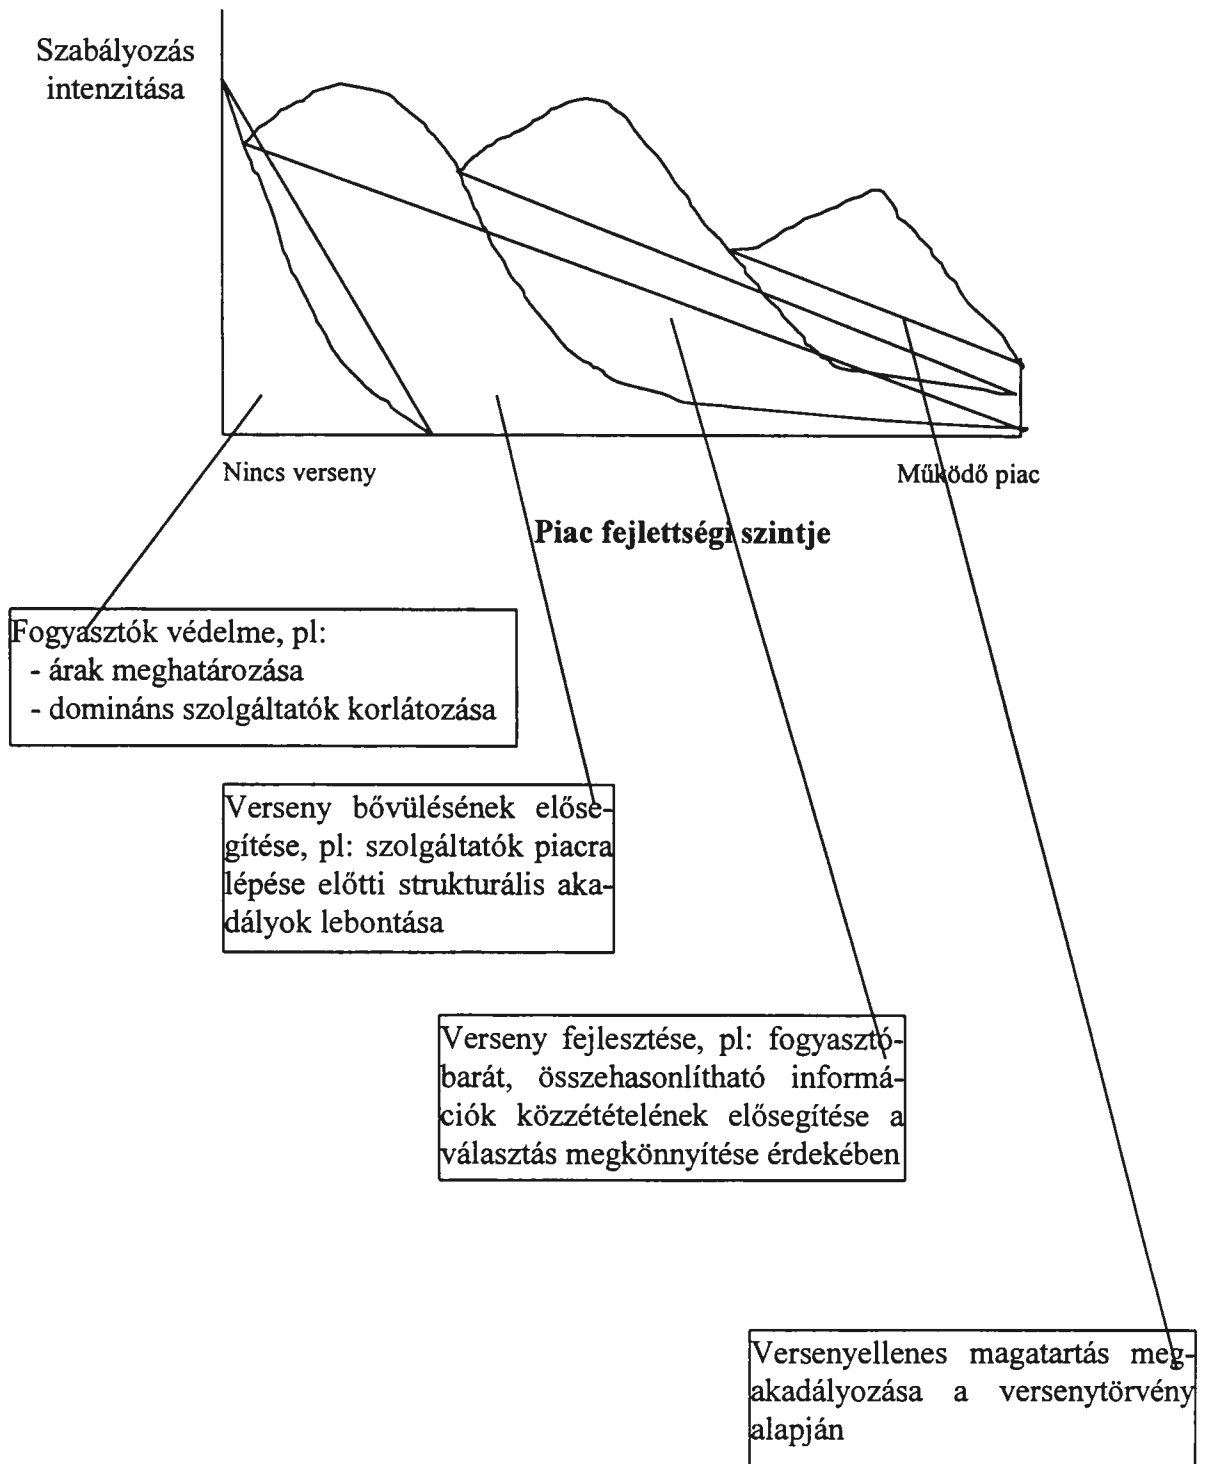 Szabályozás
intenzitása
Nincs verseny
Működő piac
Piac fejlettségi szintje
Fogyasztók védelme, pl:
- árak meghatározása
- domináns szolgáltatók korlátozása
Verseny bővülésének előse-
gítése, pl: szolgáltatók piacra
lépése előtti strukturális aka-
dályok lebontása
Verseny fejlesztése, pl: fogyasztó-
barát, összehasonlítható informá-
ciók közzétételének elősegítése a
választás megkönnyítése érdekében
Versenyellenes magatartás meg-
akadályozása a versenytörvény
alapján